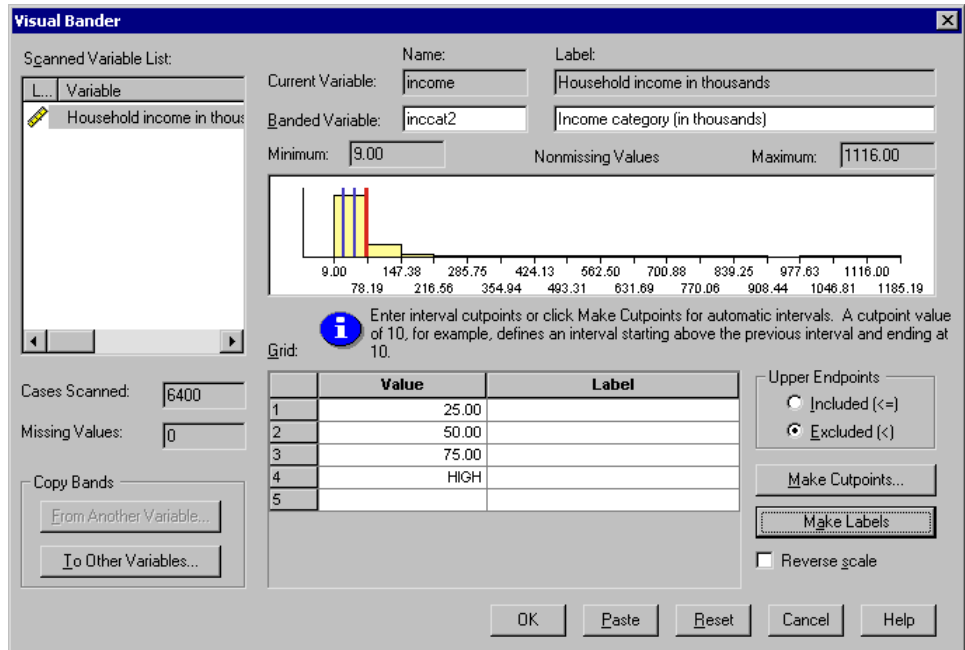 Visual Bander
Scanned Variable List:
L... Variable
Household income in thous
Name: Label:
Current Variable: income Household income in thousands
Banded Variable: inccat2 Income category (in thousands)
Minimum: 9.00 Nonmissing Values Maximum: 1116.00
9.00 147.38 285.75 424.13 562.50 700.88 839.25 977.63 1116.00
78.19 216.56 354.94 493.31 631.69 770.06 908.44 1046.81 1185.19
i
Enter interval cutpoints or click Make Cutpoints for automatic intervals. A cutpoint value
of 10, for example, defines an interval starting above the previous interval and ending at
10.
Grid:
Value Label
1 25.00
2 50.00
3 75.00
4 HIGH
5
Cases Scanned: 6400
Missing Values: 0
Copy Bands
From Another Variable...
To Other Variables...
Upper Endpoints
Included (<=)
Excluded (<)
Make Cutpoints...
Make Labels
Reverse scale
OK Paste Reset Cancel Help